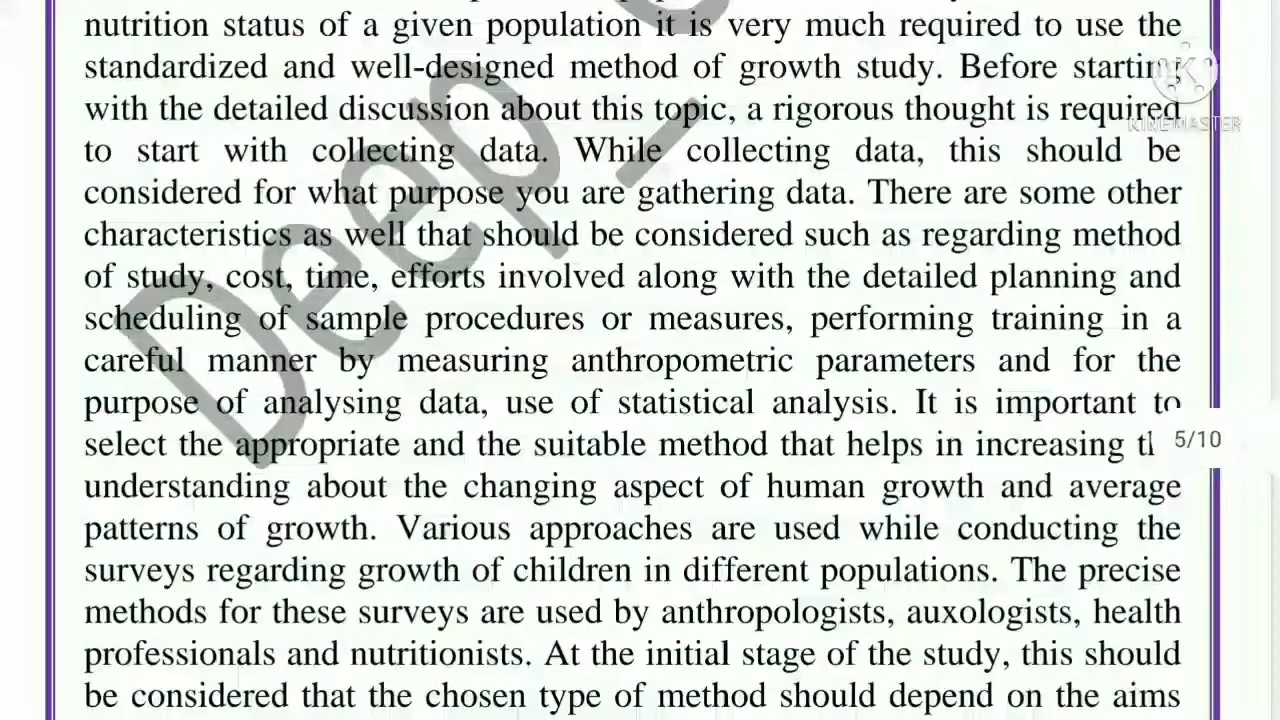 nutrition status of a given population it is very much required to use the
standardized and well-designed method of growth study. Before starting
with the detailed discussion about this topic, a rigorous thought is required
to start with collecting data. While collecting data, this should be
considered for what purpose you are gathering data. There are some other
characteristics as well that should be considered such as regarding method
of study, cost, time, efforts involved along with the detailed planning and
scheduling of sample procedures or measures, performing training in a
careful manner by measuring anthropometric parameters and for the
purpose of analysing data, use of statistical analysis. It is important to
select the appropriate and the suitable method that helps in increasing
5/10
understanding about the changing aspect of human growth and average
patterns of growth. Various approaches are used while conducting the
surveys regarding growth of children in different populations. The precise
methods for these surveys are used by anthropologists, auxologists, health
professionals and nutritionists. At the initial stage of the study, this should
be considered that the chosen type of method should depend on the aims
Deep_
K
KINEMASTER